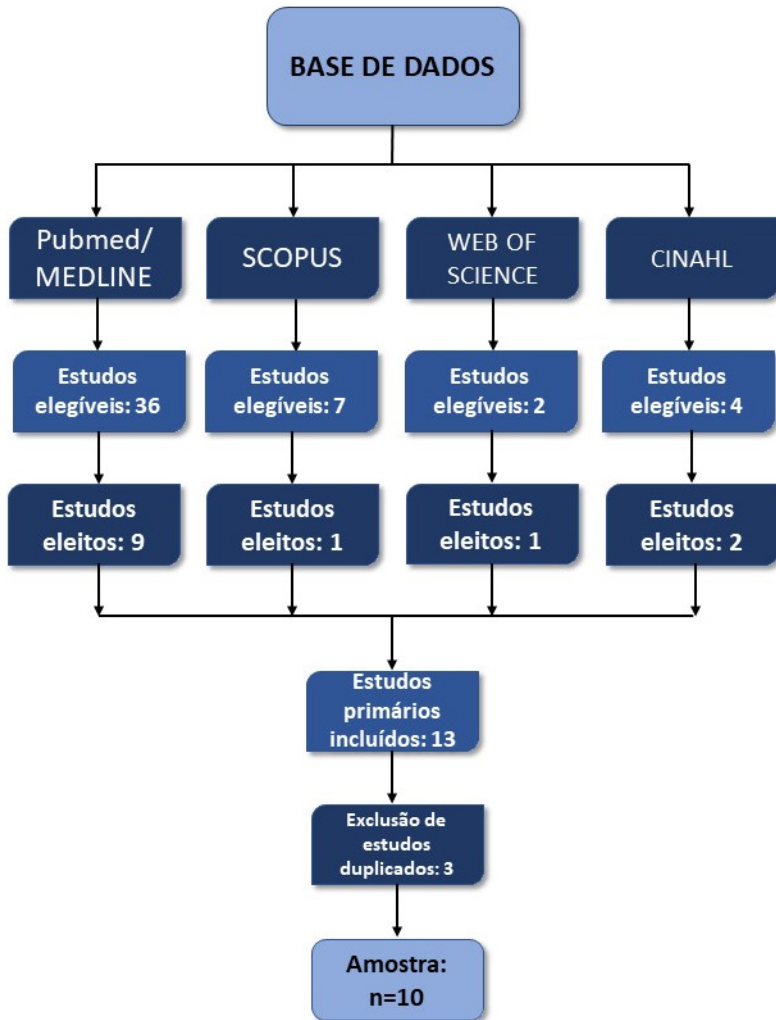 BASE DE DADOS
Pubmed/
MEDLINE
SCOPUS
WEB OF
SCIENCE
CINAHL
Estudos
elegíveis: 36
Estudos
elegíveis: 7
Estudos
elegíveis: 2
Estudos
elegíveis: 4
Estudos
eleitos: 9
Estudos
eleitos: 1
Estudos
eleitos: 1
Estudos
eleitos: 2
Estudos
primários
incluídos: 13
Exclusão de
estudos
duplicados: 3
Amostra:
n=10